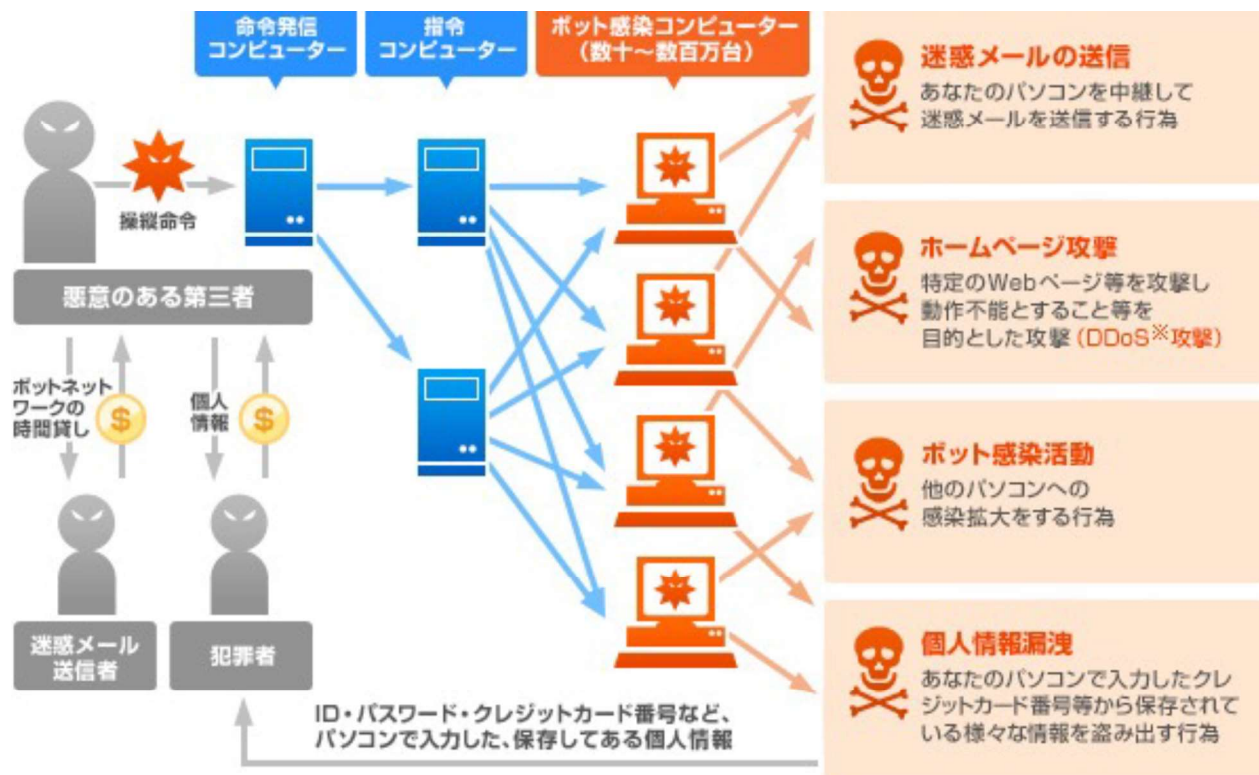 命令発信
コンピューター
指令
コンピューター
ボット感染コンピューター
（数十～数百万台）
操縦命令
悪意のある第三者
ボットネット
ワークの
時間貸し
$
個人
情報
$
迷惑メール
送信者
犯罪者
ID・パスワード・クレジットカード番号など、
パソコンで入力した、保存してある個人情報
迷惑メールの送信
あなたのパソコンを中継して
迷惑メールを送信する行為
ホームページ攻撃
特定のWebページ等を攻撃し
動作不能とすること等を
目的とした攻撃（DDoS※攻撃）
ボット感染活動
他のパソコンへの
感染拡大をする行為
個人情報漏洩
あなたのパソコンで入力したクレ
ジットカード番号等から保存されて
いる様々な情報を盗み出す行為